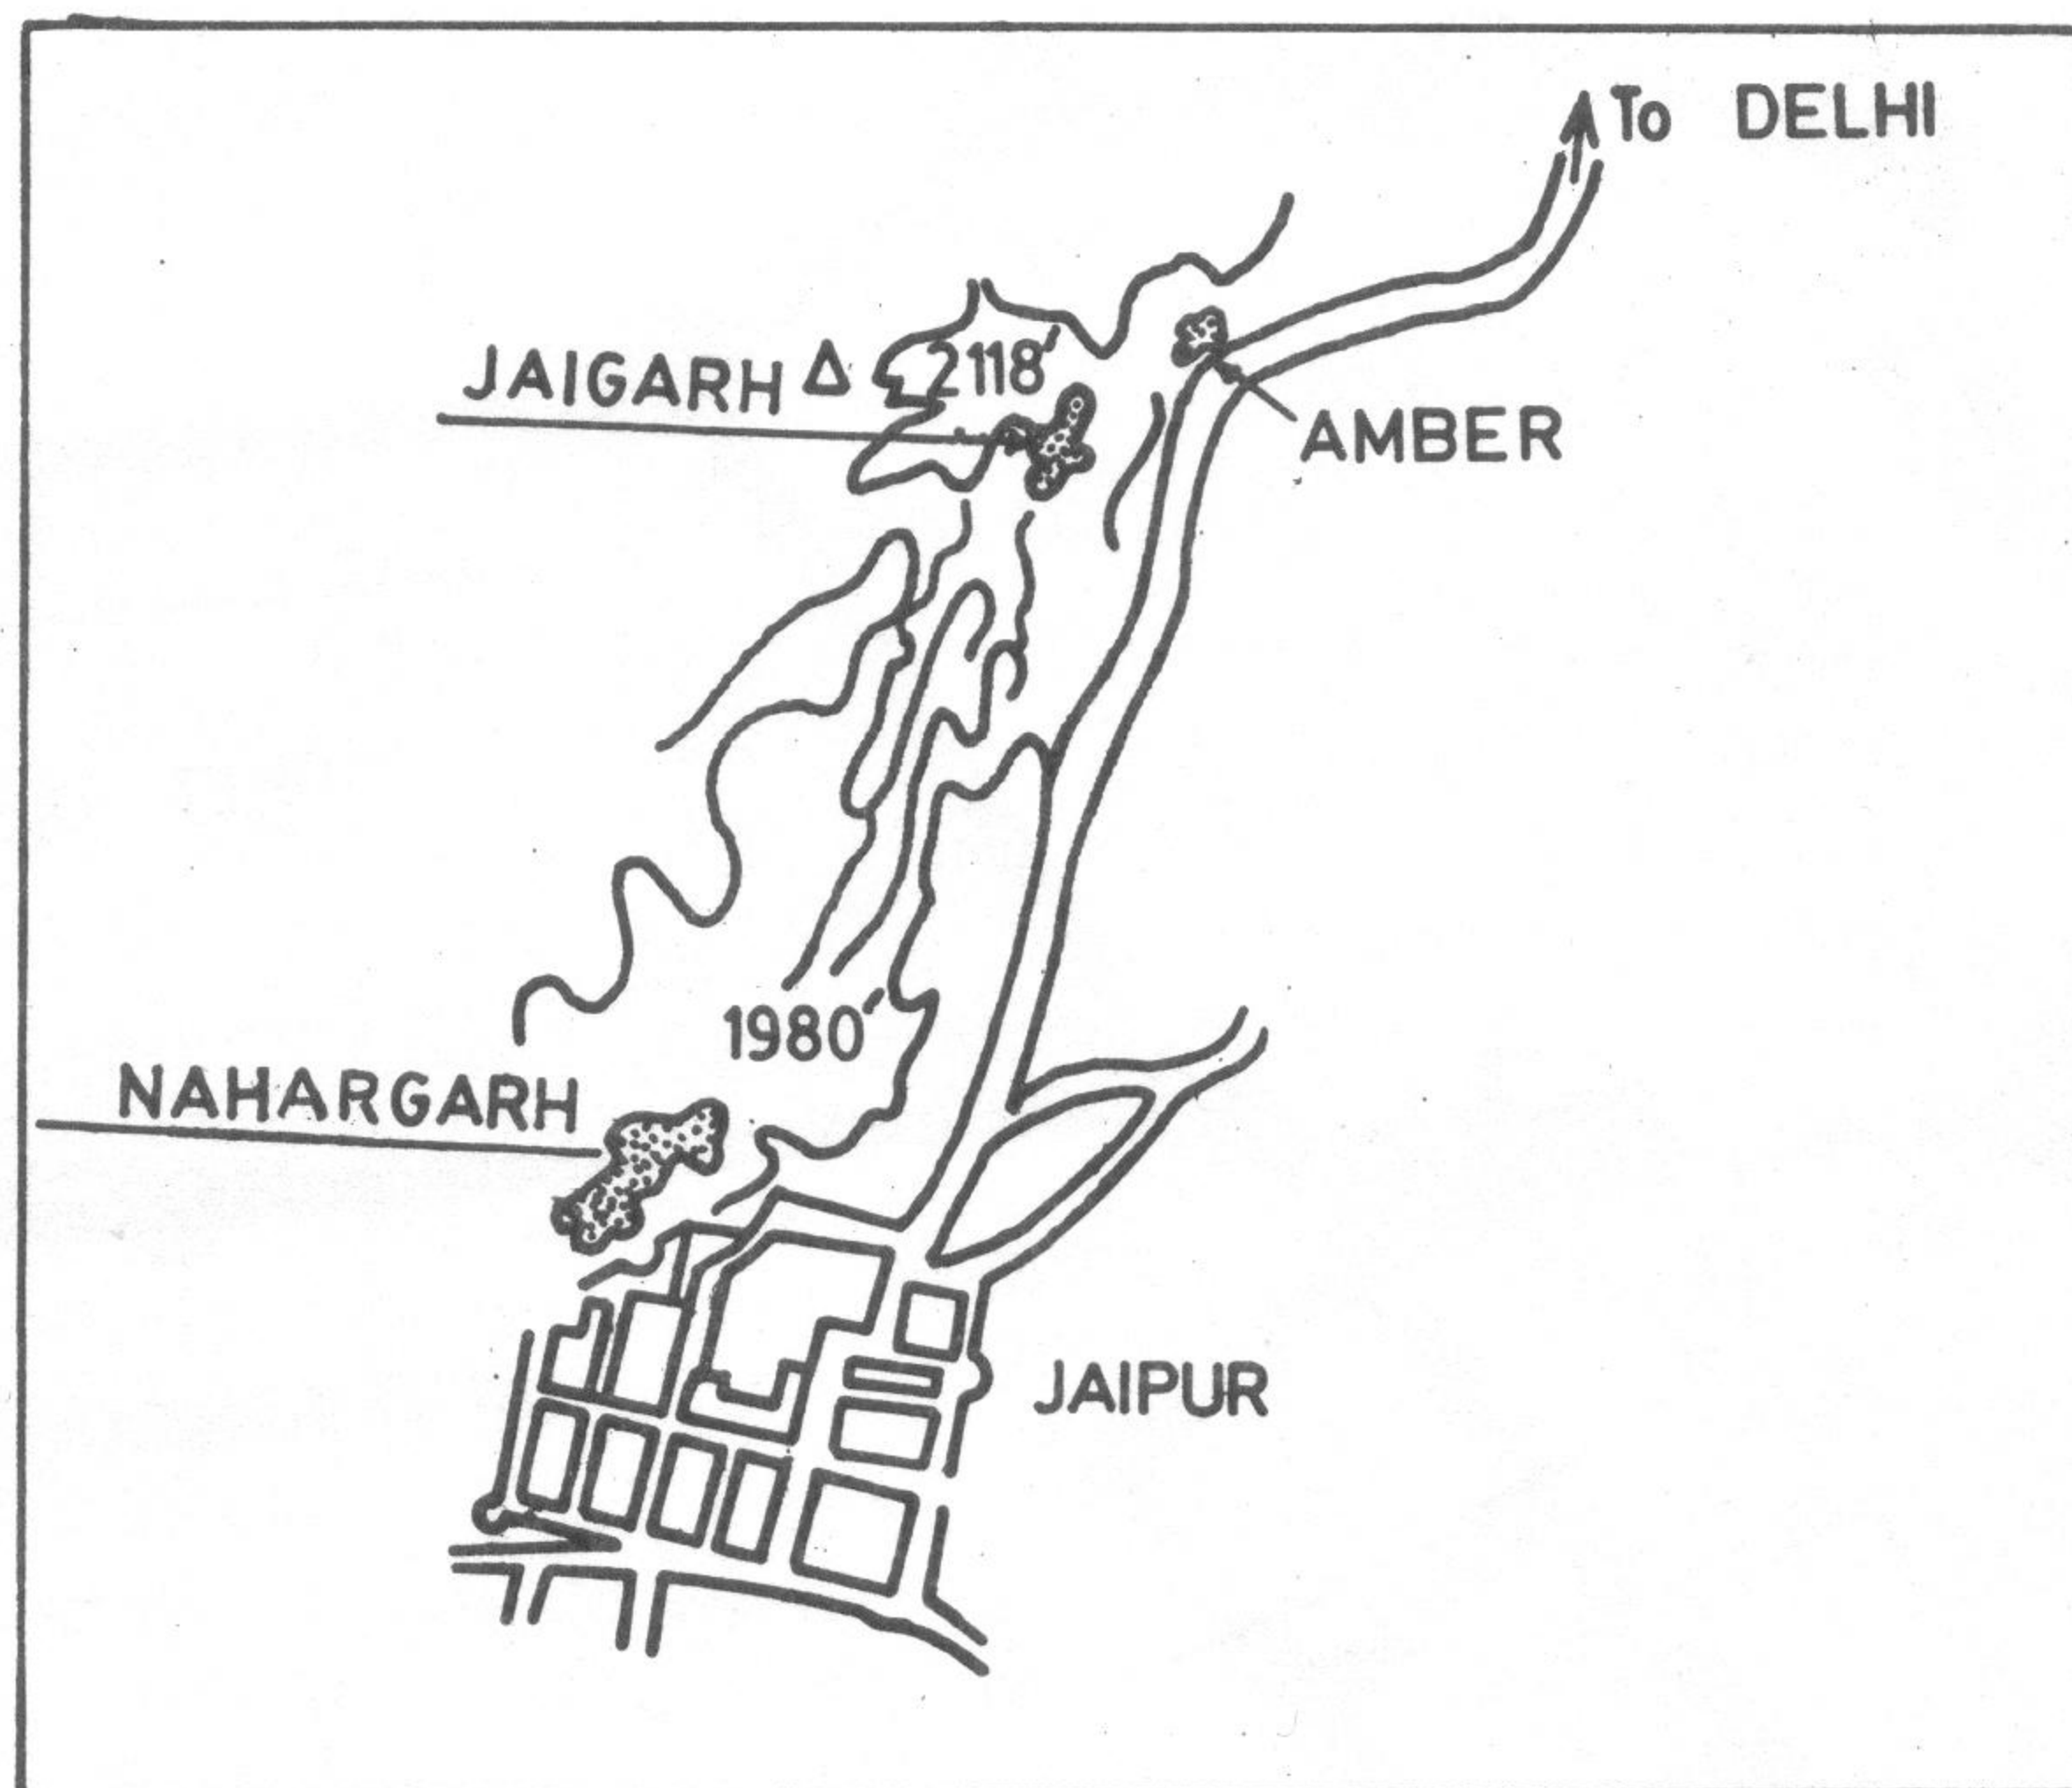 To DELHI
JAIGARH Δ 2118′
AMBER
1980′
NAHARGARH
JAIPUR